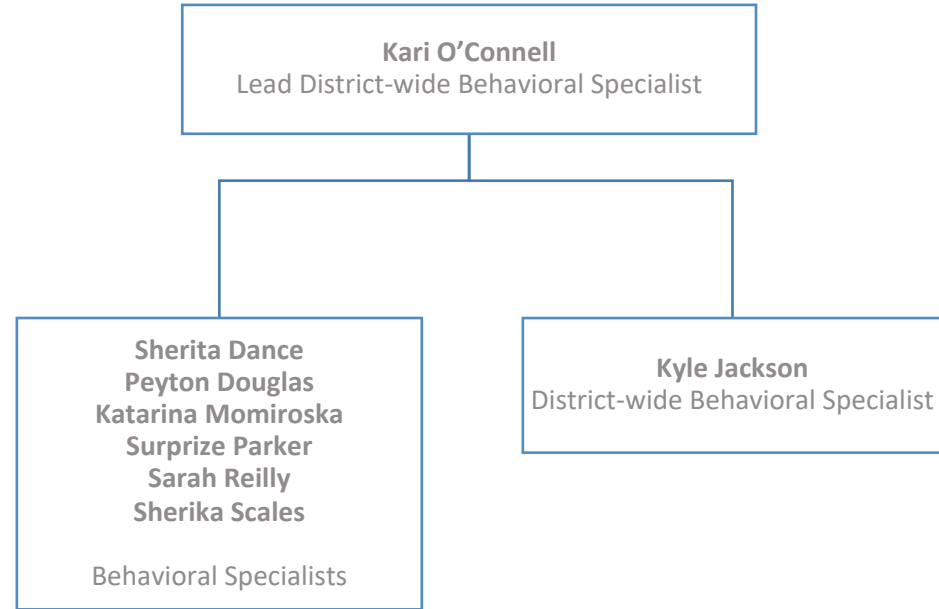 Kari O’Connell
Lead District-wide Behavioral Specialist
Sherita Dance
Peyton Douglas
Katarina Momiroska
Surprize Parker
Sarah Reilly
Sherika Scales
Behavioral Specialists
Kyle Jackson
District-wide Behavioral Specialist